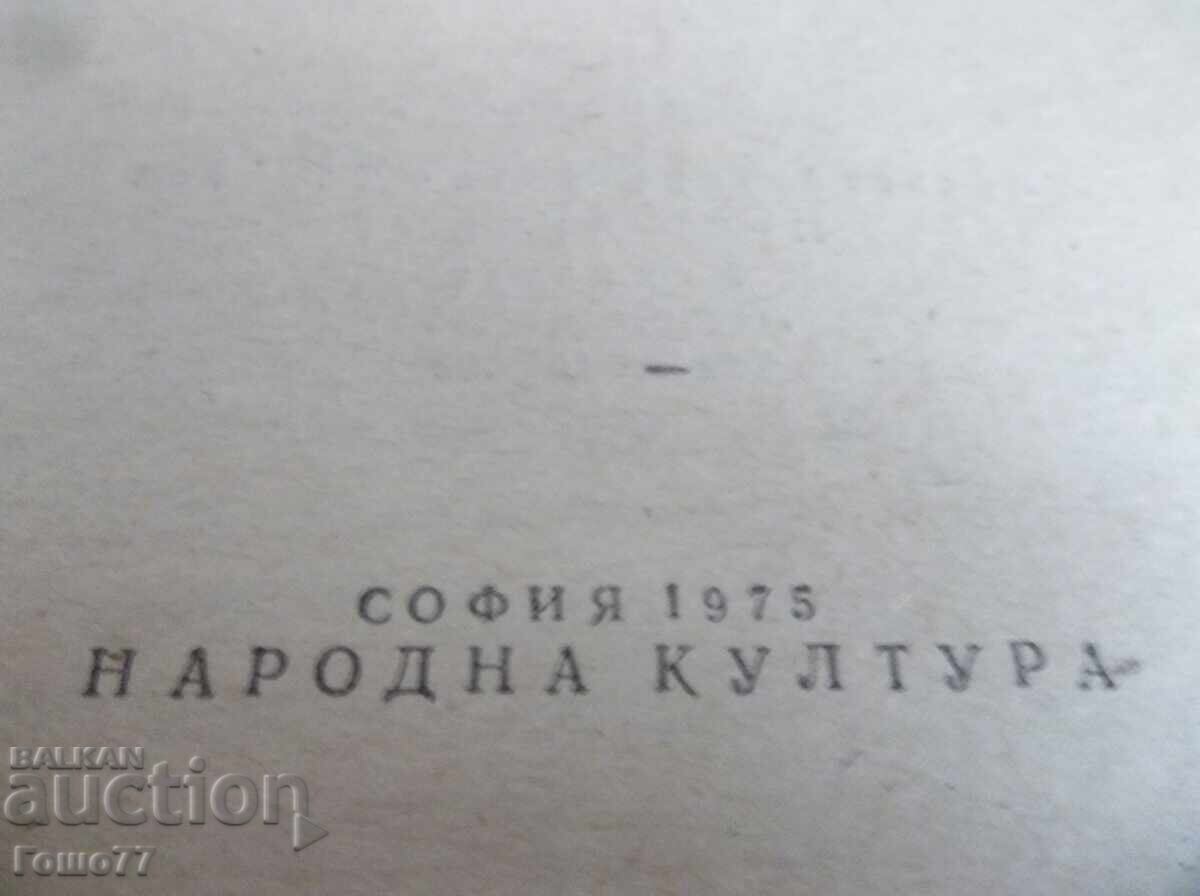 СОФИЯ 1975
НАРОДНА КУЛТУРА
BALKAN
auction
Гошо77